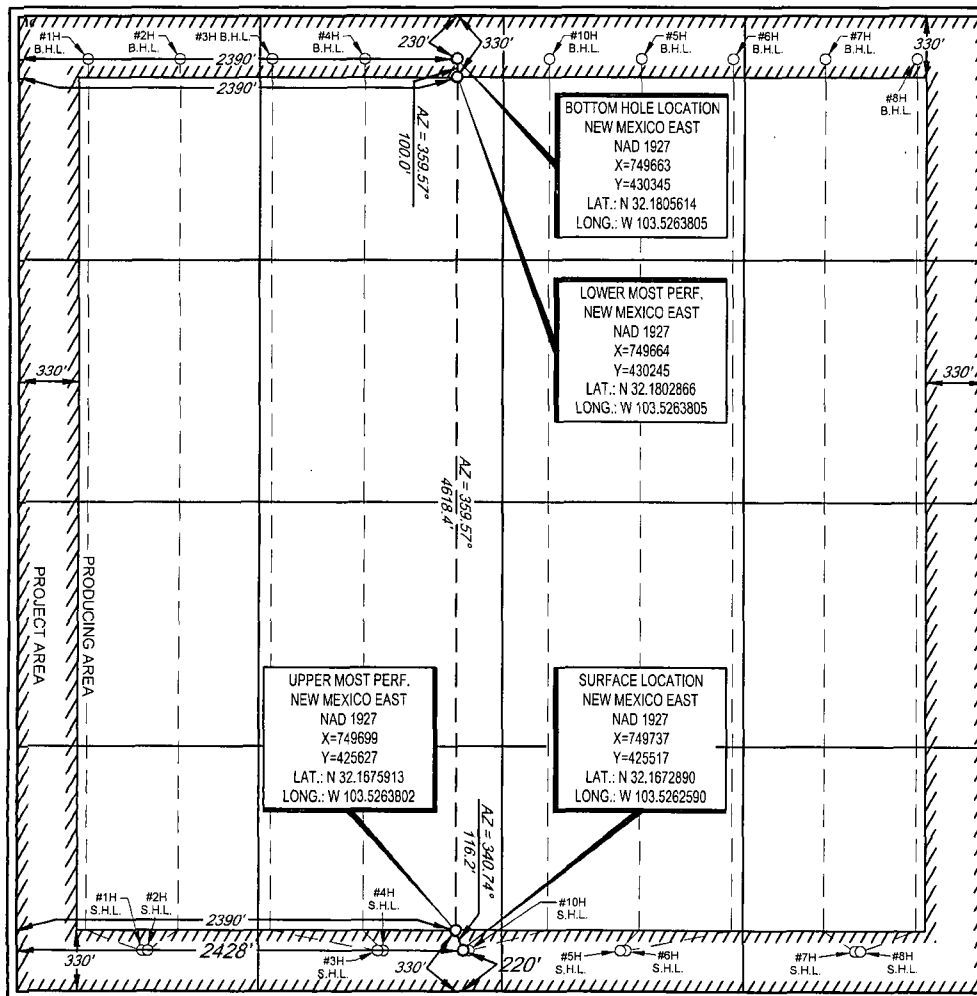 #1H
B.H.L.
#2H
B.H.L.
#3H B.H.L.
#4H
B.H.L.
230'
330'
#10H
B.H.L.
#5H
B.H.L.
#6H
B.H.L.
#7H
B.H.L.
330'
2390'
2390'
#8H
B.H.L.
AZ = 359.57°
100.0'
BOTTOM HOLE LOCATION
NEW MEXICO EAST
NAD 1927
X=749663
Y=430345
LAT.: N 32.1805614
LONG.: W 103.5263805
LOWER MOST PERF.
NEW MEXICO EAST
NAD 1927
X=749664
Y=430245
LAT.: N 32.1802866
LONG.: W 103.5263805
330'
330'
AZ = 359.57°
4618.4'
PROJECT AREA
PRODUCING AREA
UPPER MOST PERF.
NEW MEXICO EAST
NAD 1927
X=749699
Y=425627
LAT.: N 32.1675913
LONG.: W 103.5263802
SURFACE LOCATION
NEW MEXICO EAST
NAD 1927
X=749737
Y=425517
LAT.: N 32.1672890
LONG.: W 103.5262590
AZ = 340.74°
116.2'
#1H
S.H.L.
#2H
S.H.L.
2390'
#4H
S.H.L.
#10H
S.H.L.
2428'
330'
#3H
S.H.L.
330'
220'
#5H
S.H.L.
#6H
S.H.L.
#7H
S.H.L.
#8H
S.H.L.